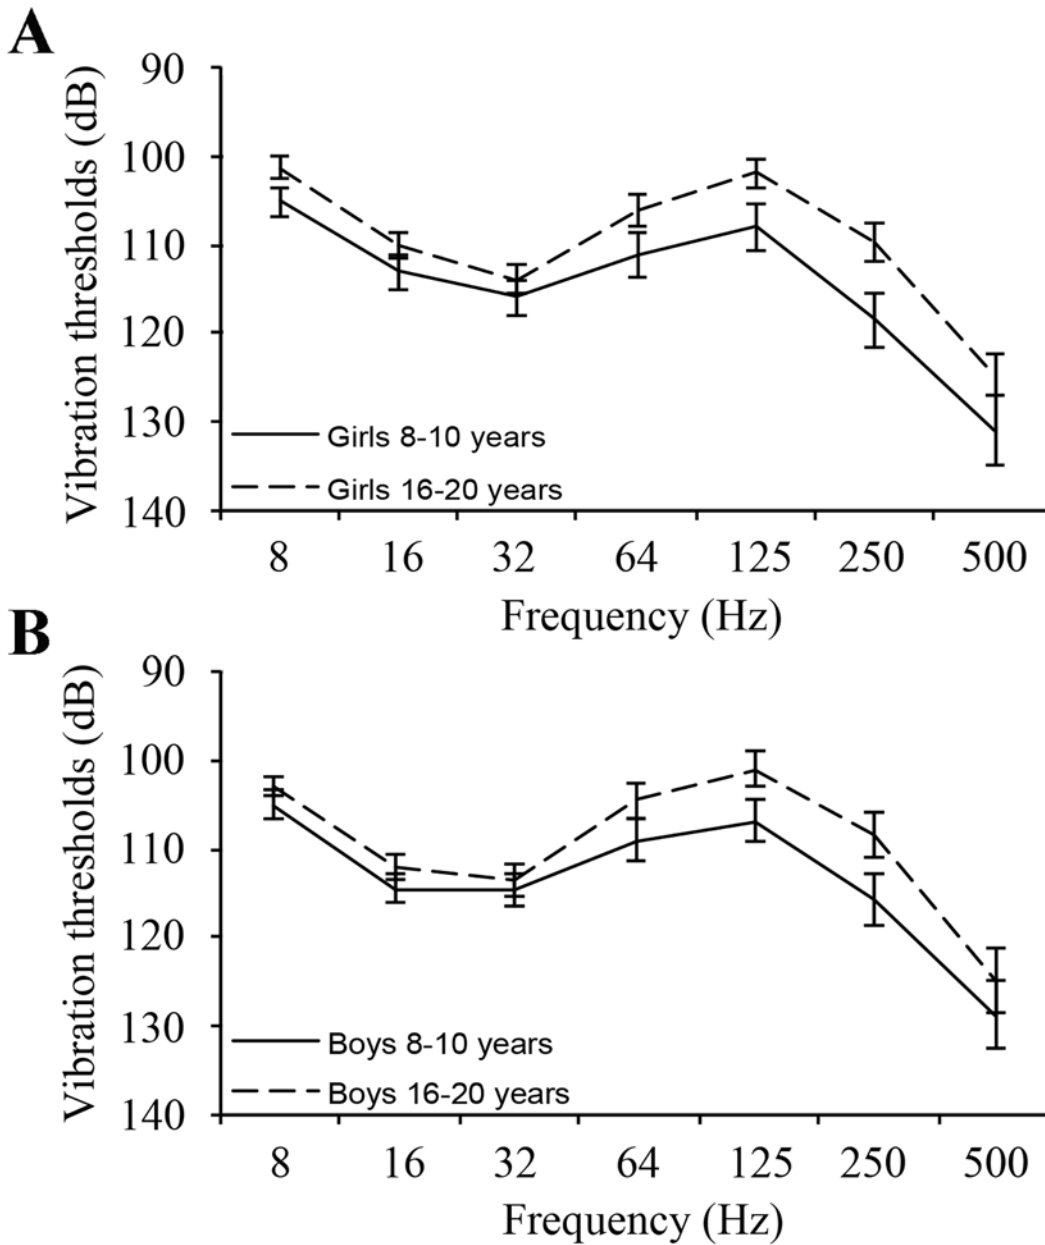 A
Vibration thresholds (dB)
90
100
110
120
130
140
Girls 8-10 years
Girls 16-20 years
8 16 32 64 125 250 500
Frequency (Hz)
B
Vibration thresholds (dB)
90
100
110
120
130
140
Boys 8-10 years
Boys 16-20 years
8 16 32 64 125 250 500
Frequency (Hz)